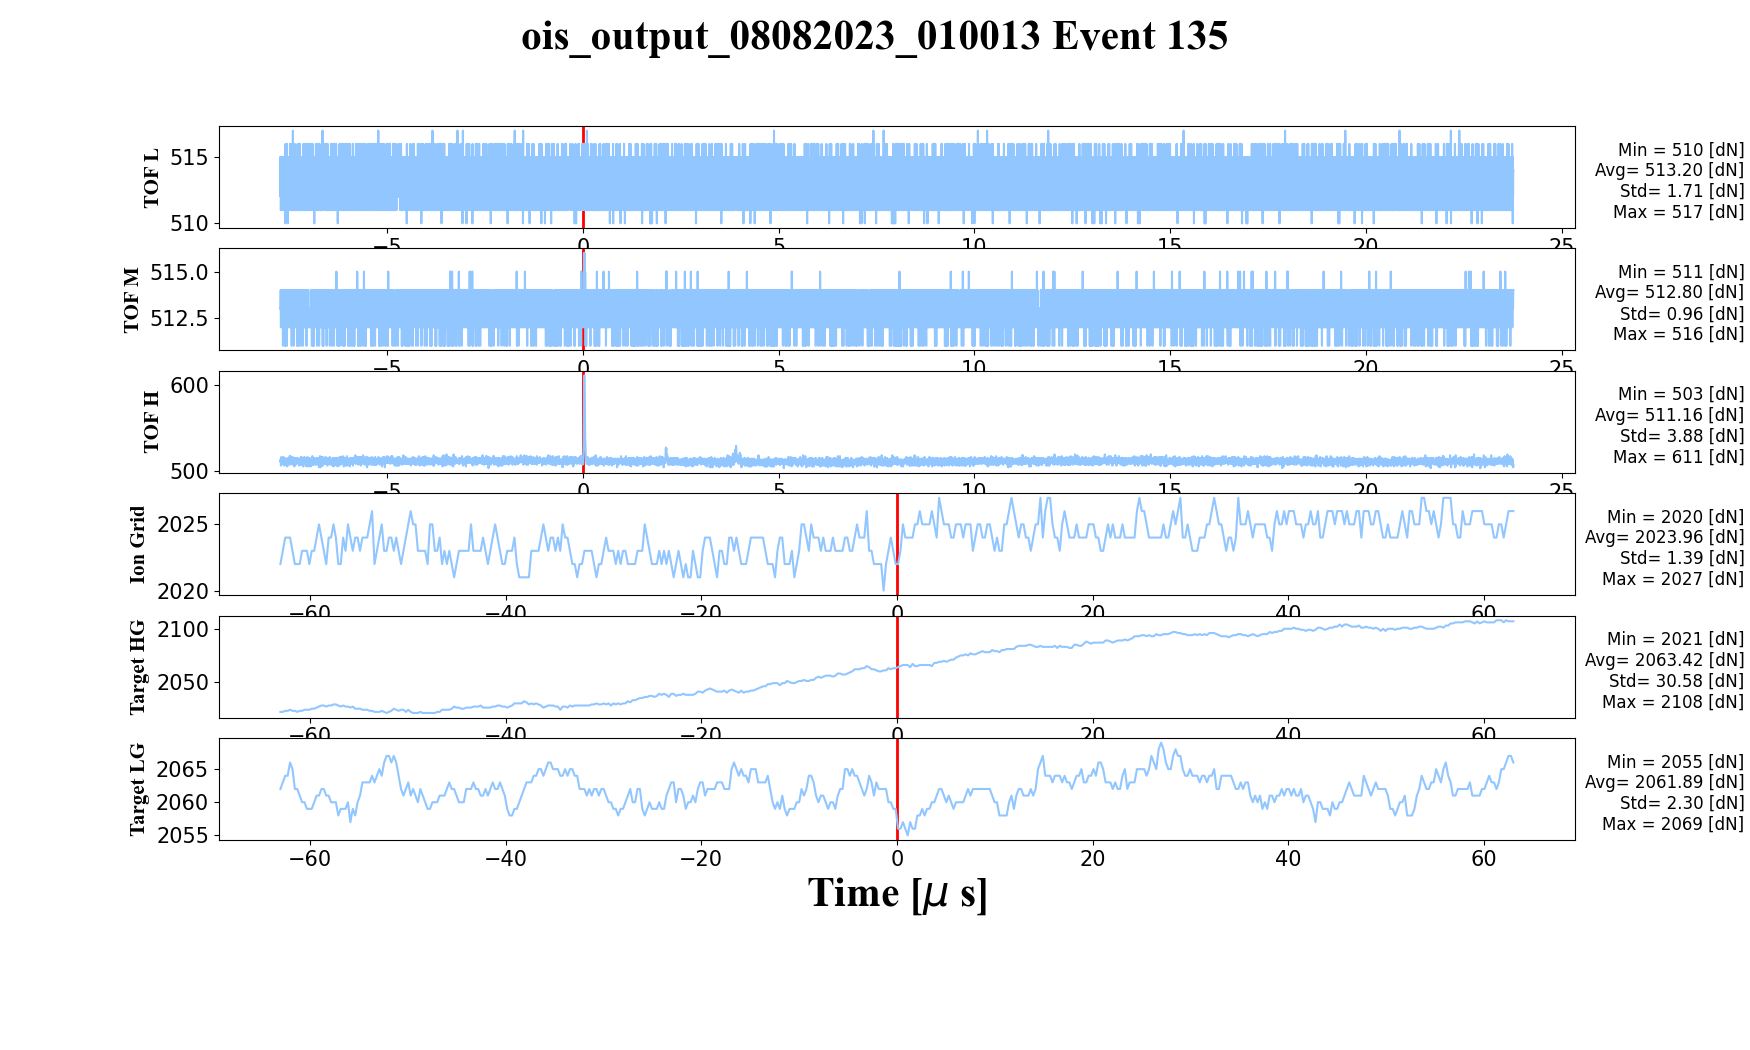 ois_output_08082023_010013 Event 135
TOF L
515
510
−5 0 5 10 15 20 25
Min = 510 [dN]
Avg= 513.20 [dN]
Std= 1.71 [dN]
Max = 517 [dN]
TOF M
515.0
512.5
−5 0 5 10 15 20 25
Min = 511 [dN]
Avg= 512.80 [dN]
Std= 0.96 [dN]
Max = 516 [dN]
TOF H
600
500
−5 0 5 10 15 20 25
Min = 503 [dN]
Avg= 511.16 [dN]
Std= 3.88 [dN]
Max = 611 [dN]
Ion Grid
2025
2020
−60 −40 −20 0 20 40 60
Min = 2020 [dN]
Avg= 2023.96 [dN]
Std= 1.39 [dN]
Max = 2027 [dN]
Target HG
2100
2050
−60 −40 −20 0 20 40 60
Min = 2021 [dN]
Avg= 2063.42 [dN]
Std= 30.58 [dN]
Max = 2108 [dN]
Target LG
2065
2060
2055
−60 −40 −20 0 20 40 60
Min = 2055 [dN]
Avg= 2061.89 [dN]
Std= 2.30 [dN]
Max = 2069 [dN]
Time [μ s]